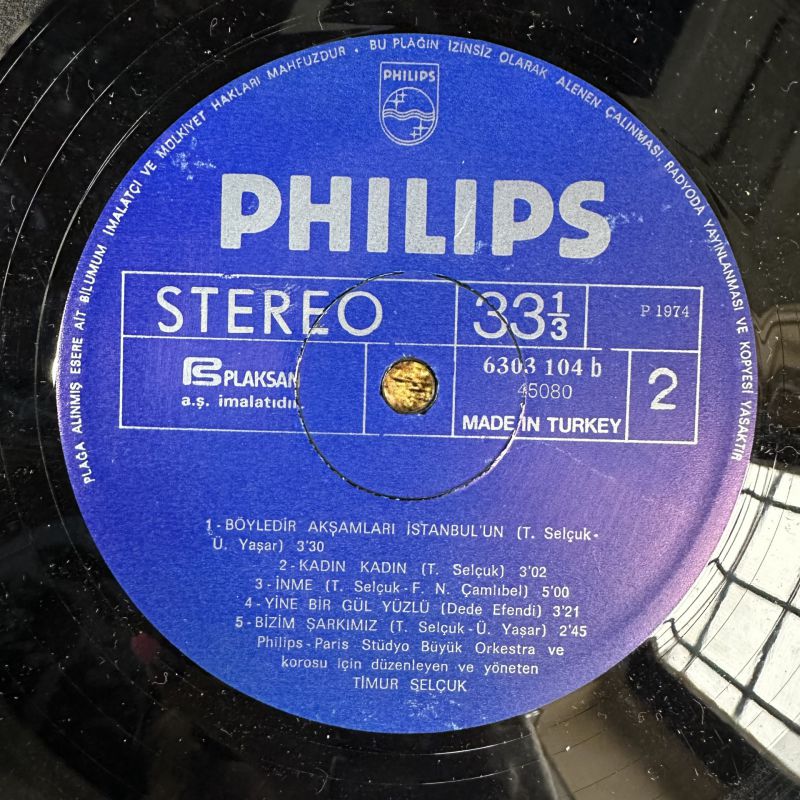 PLAĞA ALINMIŞ ESERE AİT BİLUMUM İMALATÇI VE MÜLKİYET HAKLARI MAHFUZDUR • BU PLAĞIN İZİNSİZ OLARAK ALENEN ÇALINMASI, RADYODA YAYINLANMASI VE KOPYESİ YASAKTIR
PHILIPS
PHILIPS
STEREO
33 1/3
P 1974
PLAKSAN
a.ş. imalatıdır
6303 104 b
45080
MADE IN TURKEY
2
1-BÖYLEDİR AKŞAMLARI İSTANBUL'UN (T. Selçuk-
Ü. Yaşar) 3'30
2-KADIN KADIN (T. Selçuk) 3'02
3-İNME (T. Selçuk-F. N. Çamlıbel) 5'00
4-YİNE BİR GÜL YÜZLÜ (Dede Efendi) 3'21
5-BİZİM ŞARKIMIZ (T. Selçuk-Ü. Yaşar) 2'45
Philips-Paris Stüdyo Büyük Orkestra ve
korosu için düzenleyen ve yöneten
TİMUR SELÇUK